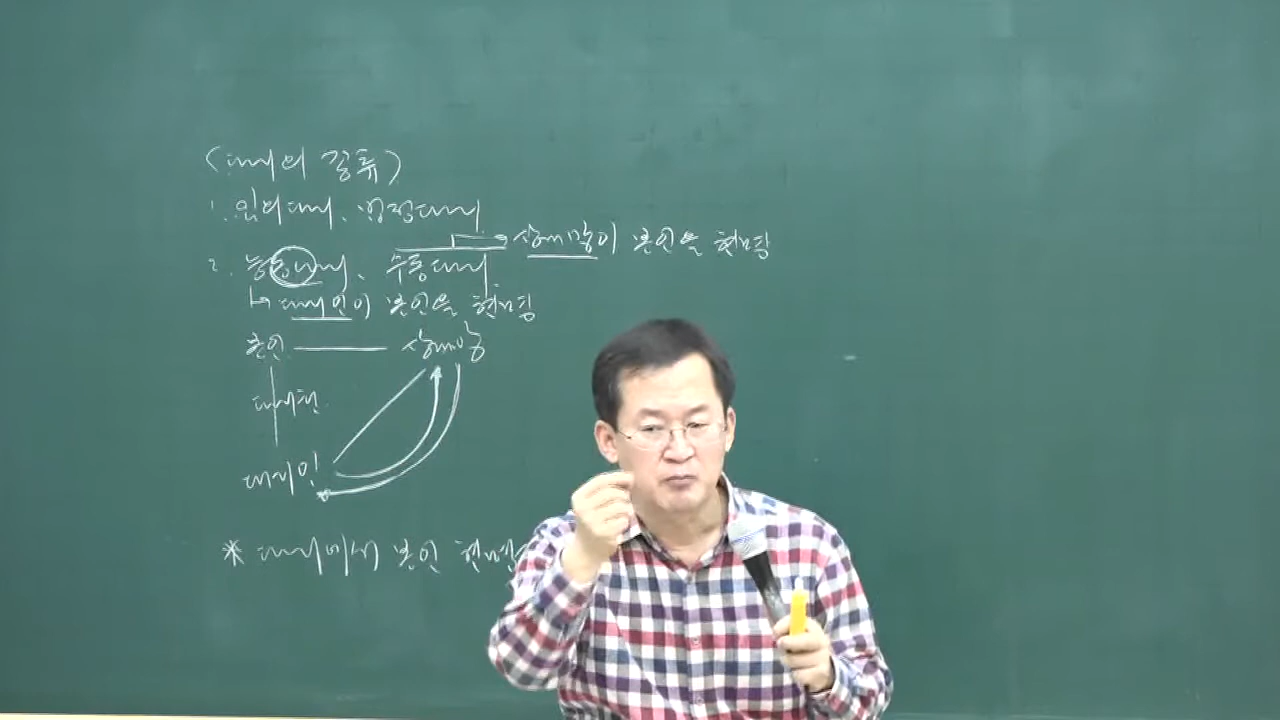 (대리의 종류)
1. 임의대리, 법정대리
상대방이 본인을 현명
2. 능동대리, 수동대리
↳ 대리인이 본인을 현명
본인 상대방
대리권
대리인
* 대리에서 본인 현명